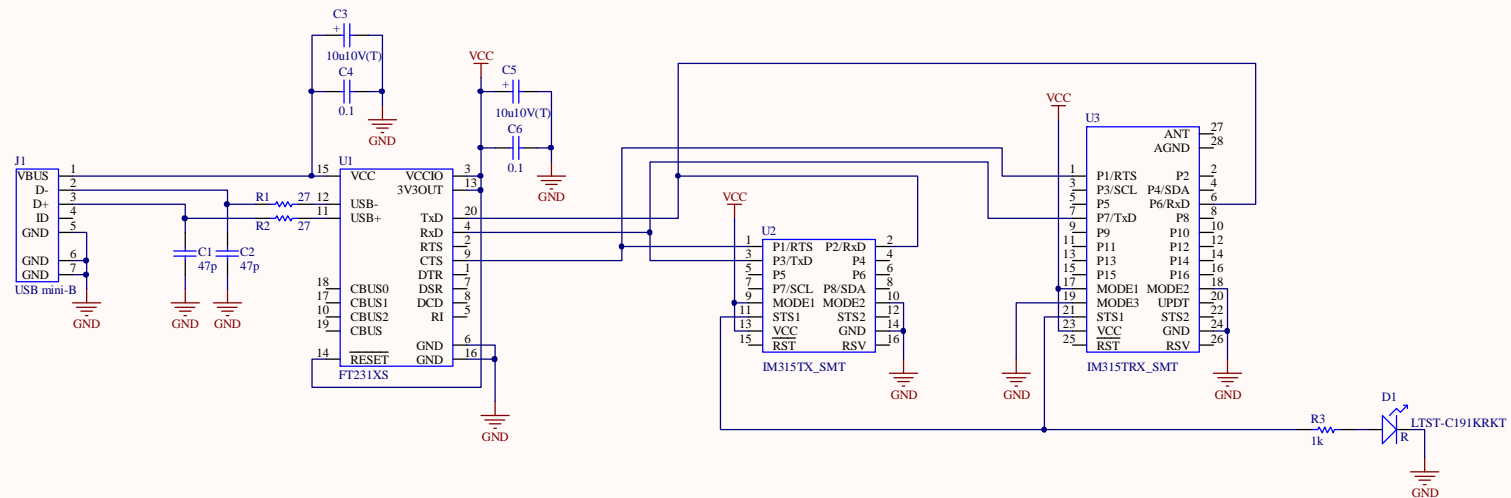 C3
+
10u10V(T)
C4
0.1
GND
VCC
C5
+
10u10V(T)
C6
0.1
GND
J1
VBUS 1
D- 2
D+ 3
ID 4
GND 5
GND 6
GND 7
USB mini-B
GND
R1 27
R2 27
C1
47p
C2
47p
GND
GND
U1
15 VCC VCCIO 3
3V3OUT 13
12 USB-
11 USB+ TxD 20
RxD 4
RTS 2
CTS 9
DTR 1
18 CBUS0 DSR 7
17 CBUS1 DCD 8
10 CBUS2 RI 5
19 CBUS
GND 6
14 RESET GND 16
FT231XS
GND
VCC
U2
1 P1/RTS P2/RxD 2
3 P3/TxD P4 4
5 P5 P6 6
7 P7/SCL P8/SDA 8
9 MODE1 MODE2 10
11 STS1 STS2 12
13 VCC GND 14
15 RST RSV 16
IM315TX_SMT
GND
VCC
U3
ANT 27
AGND 28
1 P1/RTS P2 2
3 P3/SCL P4/SDA 4
5 P5 P6/RxD 6
7 P7/TxD P8 8
9 P9 P10 10
11 P11 P12 12
13 P13 P14 14
15 P15 P16 16
17 MODE1 MODE2 18
19 MODE3 UPDT 20
21 STS1 STS2 22
23 VCC GND 24
25 RST RSV 26
IM315TRX_SMT
GND
GND
R3
1k
D1
LTST-C191KRKT
R
GND